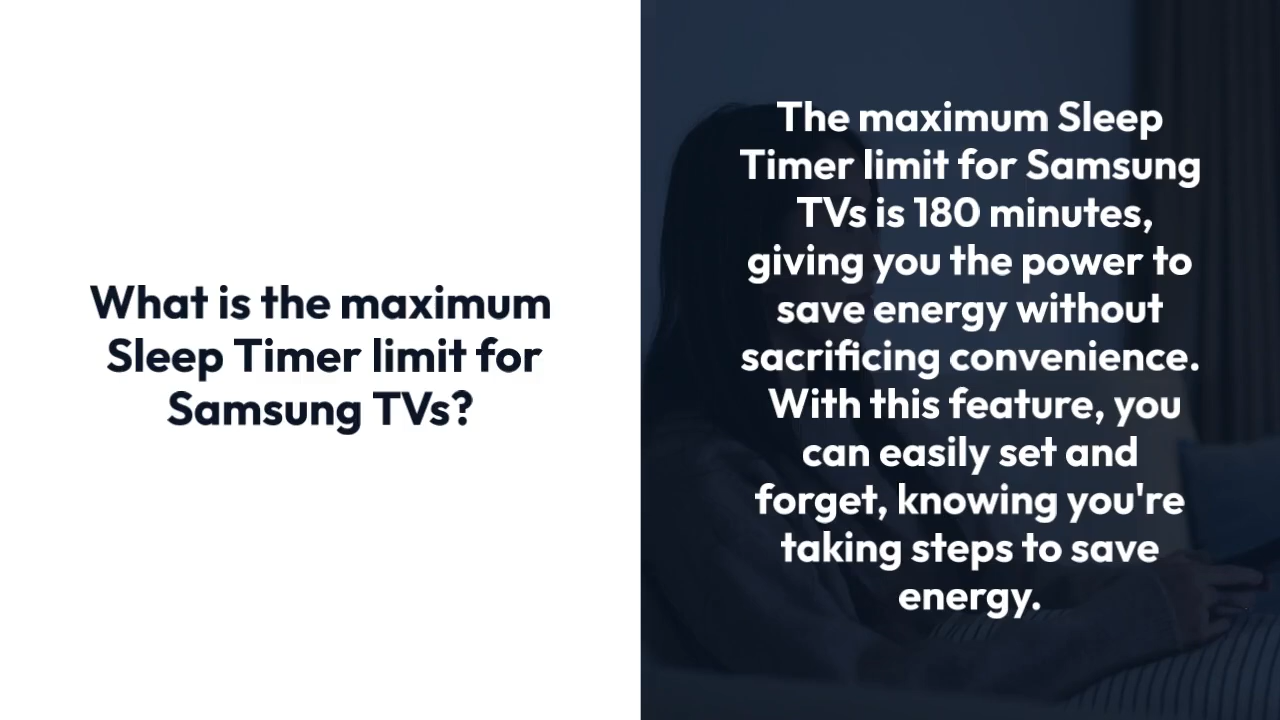 What is the maximum
Sleep Timer limit for
Samsung TVs?
The maximum Sleep
Timer limit for Samsung
TVs is 180 minutes,
giving you the power to
save energy without
sacrificing convenience.
With this feature, you
can easily set and
forget, knowing you're
taking steps to save
energy.